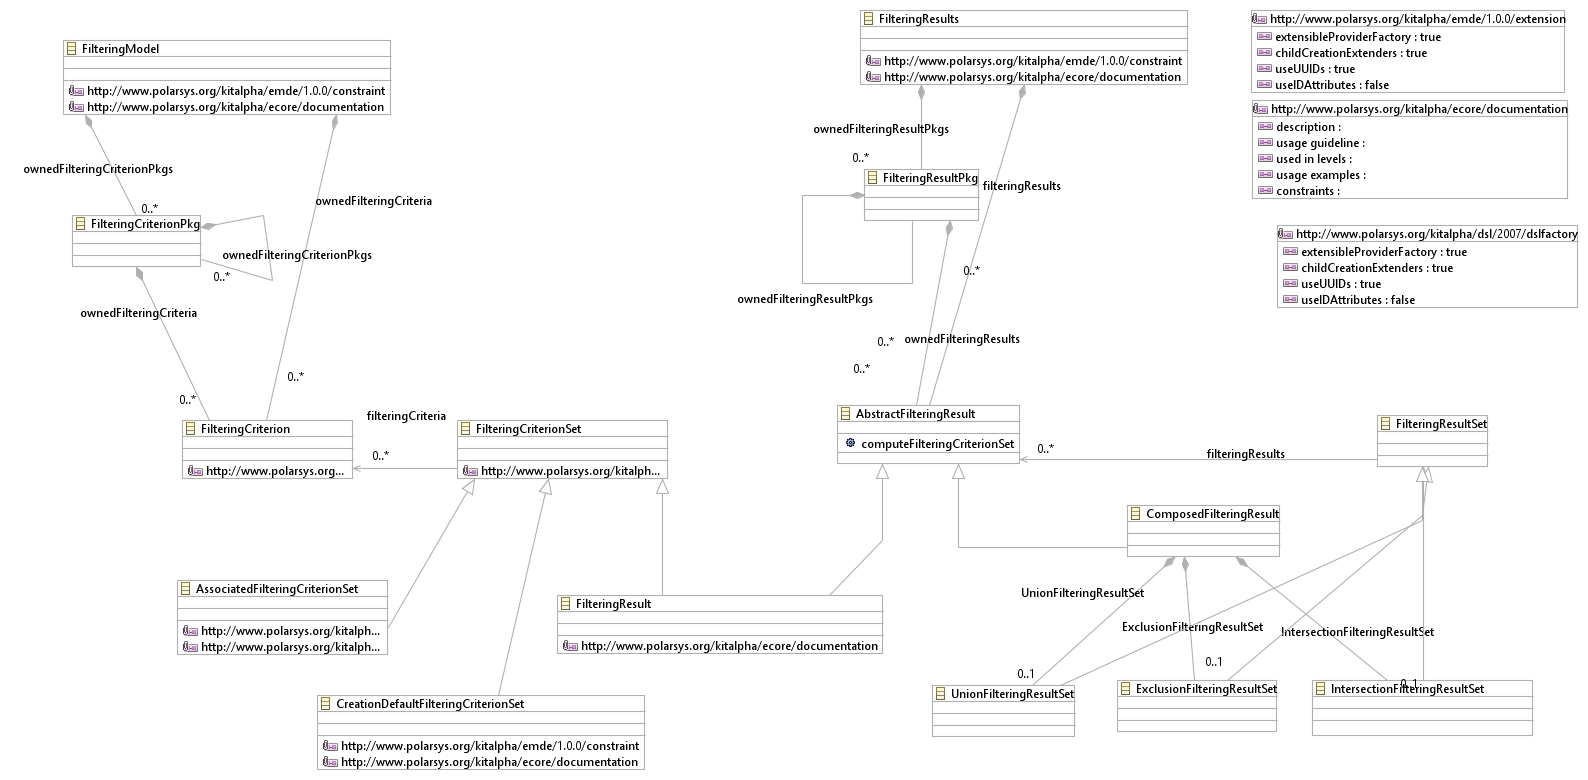 FilteringModel
http://www.polarsys.org/kitalpha/emde/1.0.0/constraint
http://www.polarsys.org/kitalpha/ecore/documentation
ownedFilteringCriterionPkgs
0..*
FilteringCriterionPkg
ownedFilteringCriterionPkgs
0..*
ownedFilteringCriteria
0..*
ownedFilteringCriteria
0..*
FilteringCriterion
http://www.polarsys.org...
filteringCriteria
0..*
FilteringCriterionSet
http://www.polarsys.org/kitalph...
AssociatedFilteringCriterionSet
http://www.polarsys.org/kitalph...
http://www.polarsys.org/kitalph...
CreationDefaultFilteringCriterionSet
http://www.polarsys.org/kitalpha/emde/1.0.0/constraint
http://www.polarsys.org/kitalpha/ecore/documentation
FilteringResult
http://www.polarsys.org/kitalpha/ecore/documentation
FilteringResults
http://www.polarsys.org/kitalpha/emde/1.0.0/constraint
http://www.polarsys.org/kitalpha/ecore/documentation
ownedFilteringResultPkgs
0..*
FilteringResultPkg
filteringResults
0..*
ownedFilteringResultPkgs
0..*
ownedFilteringResults
0..*
AbstractFilteringResult
computeFilteringCriterionSet
0..*
filteringResults
FilteringResultSet
ComposedFilteringResult
UnionFilteringResultSet
ExclusionFilteringResultSet
IntersectionFilteringResultSet
0..1
0..1
0..1
UnionFilteringResultSet
ExclusionFilteringResultSet
IntersectionFilteringResultSet
http://www.polarsys.org/kitalpha/emde/1.0.0/extension
extensibleProviderFactory : true
childCreationExtenders : true
useUUIDs : true
useIDAttributes : false
http://www.polarsys.org/kitalpha/ecore/documentation
description :
usage guideline :
used in levels :
usage examples :
constraints :
http://www.polarsys.org/kitalpha/dsl/2007/dslfactory
extensibleProviderFactory : true
childCreationExtenders : true
useUUIDs : true
useIDAttributes : false